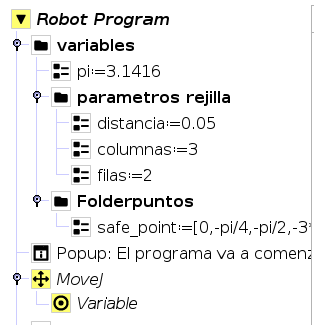 Robot Program
variables
pi:=3.1416
parametros rejilla
distancia:=0.05
columnas:=3
filas:=2
Folderpuntos
safe_point:=[0,-pi/4,-pi/2,-3*
Popup: El programa va a comenz
MoveJ
Variable